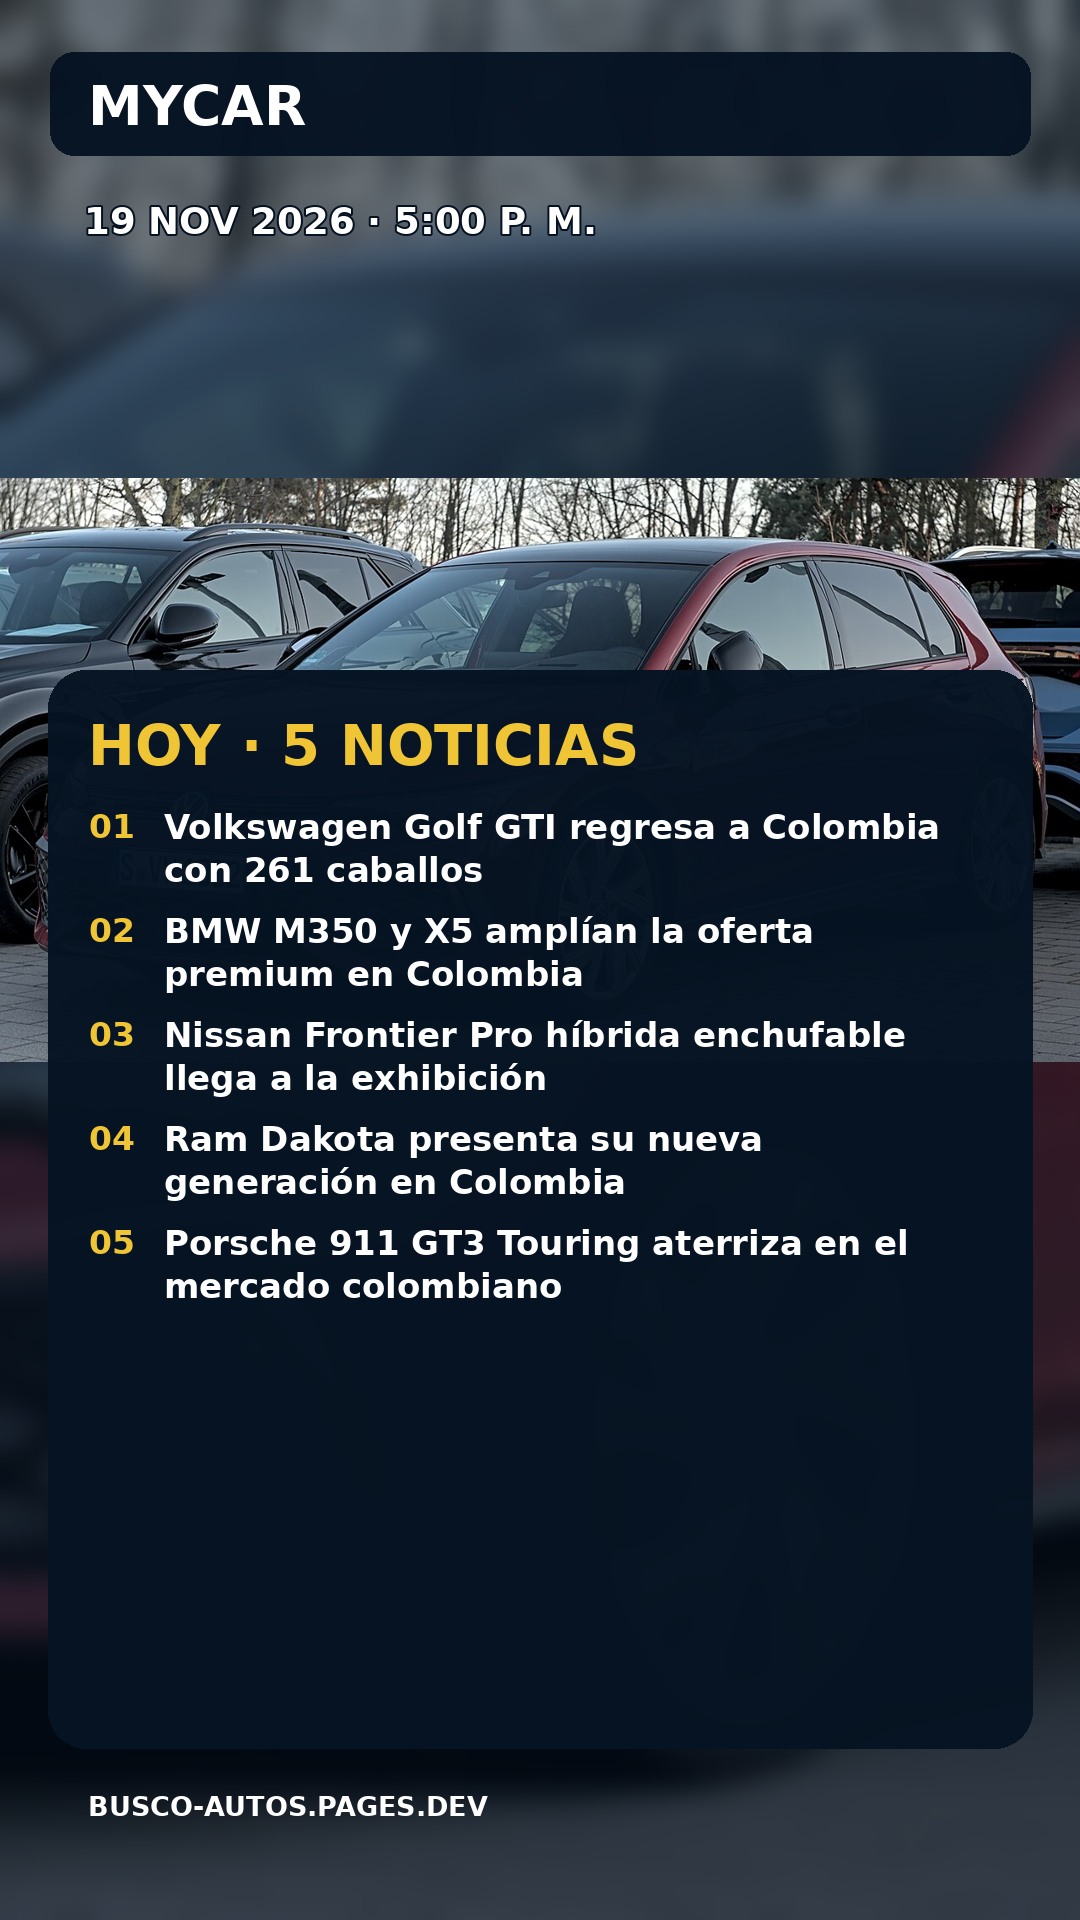 MYCAR
19 NOV 2026 · 5:00 P. M.
HOY · 5 NOTICIAS
01 Volkswagen Golf GTI regresa a Colombia
con 261 caballos
02 BMW M350 y X5 amplían la oferta
premium en Colombia
03 Nissan Frontier Pro híbrida enchufable
llega a la exhibición
04 Ram Dakota presenta su nueva
generación en Colombia
05 Porsche 911 GT3 Touring aterriza en el
mercado colombiano
BUSCO-AUTOS.PAGES.DEV